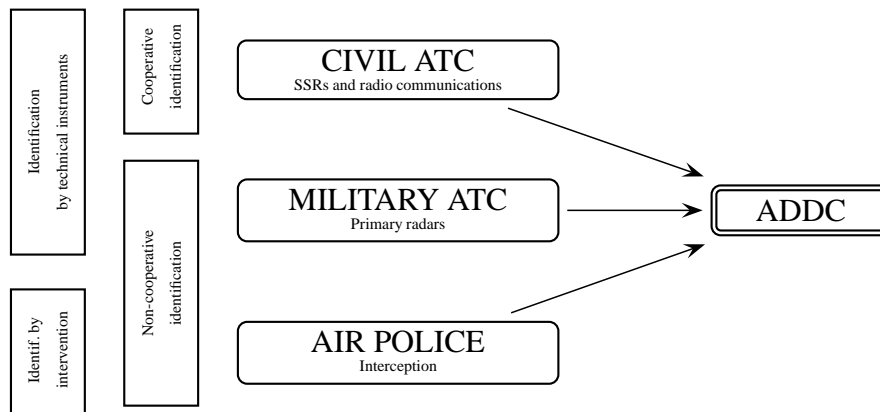 Identification
by technical instruments
Identif. by
intervention
Cooperative
identification
Non-cooperative
identification
CIVIL ATC
SSRs and radio communications
MILITARY ATC
Primary radars
AIR POLICE
Interception
ADDC